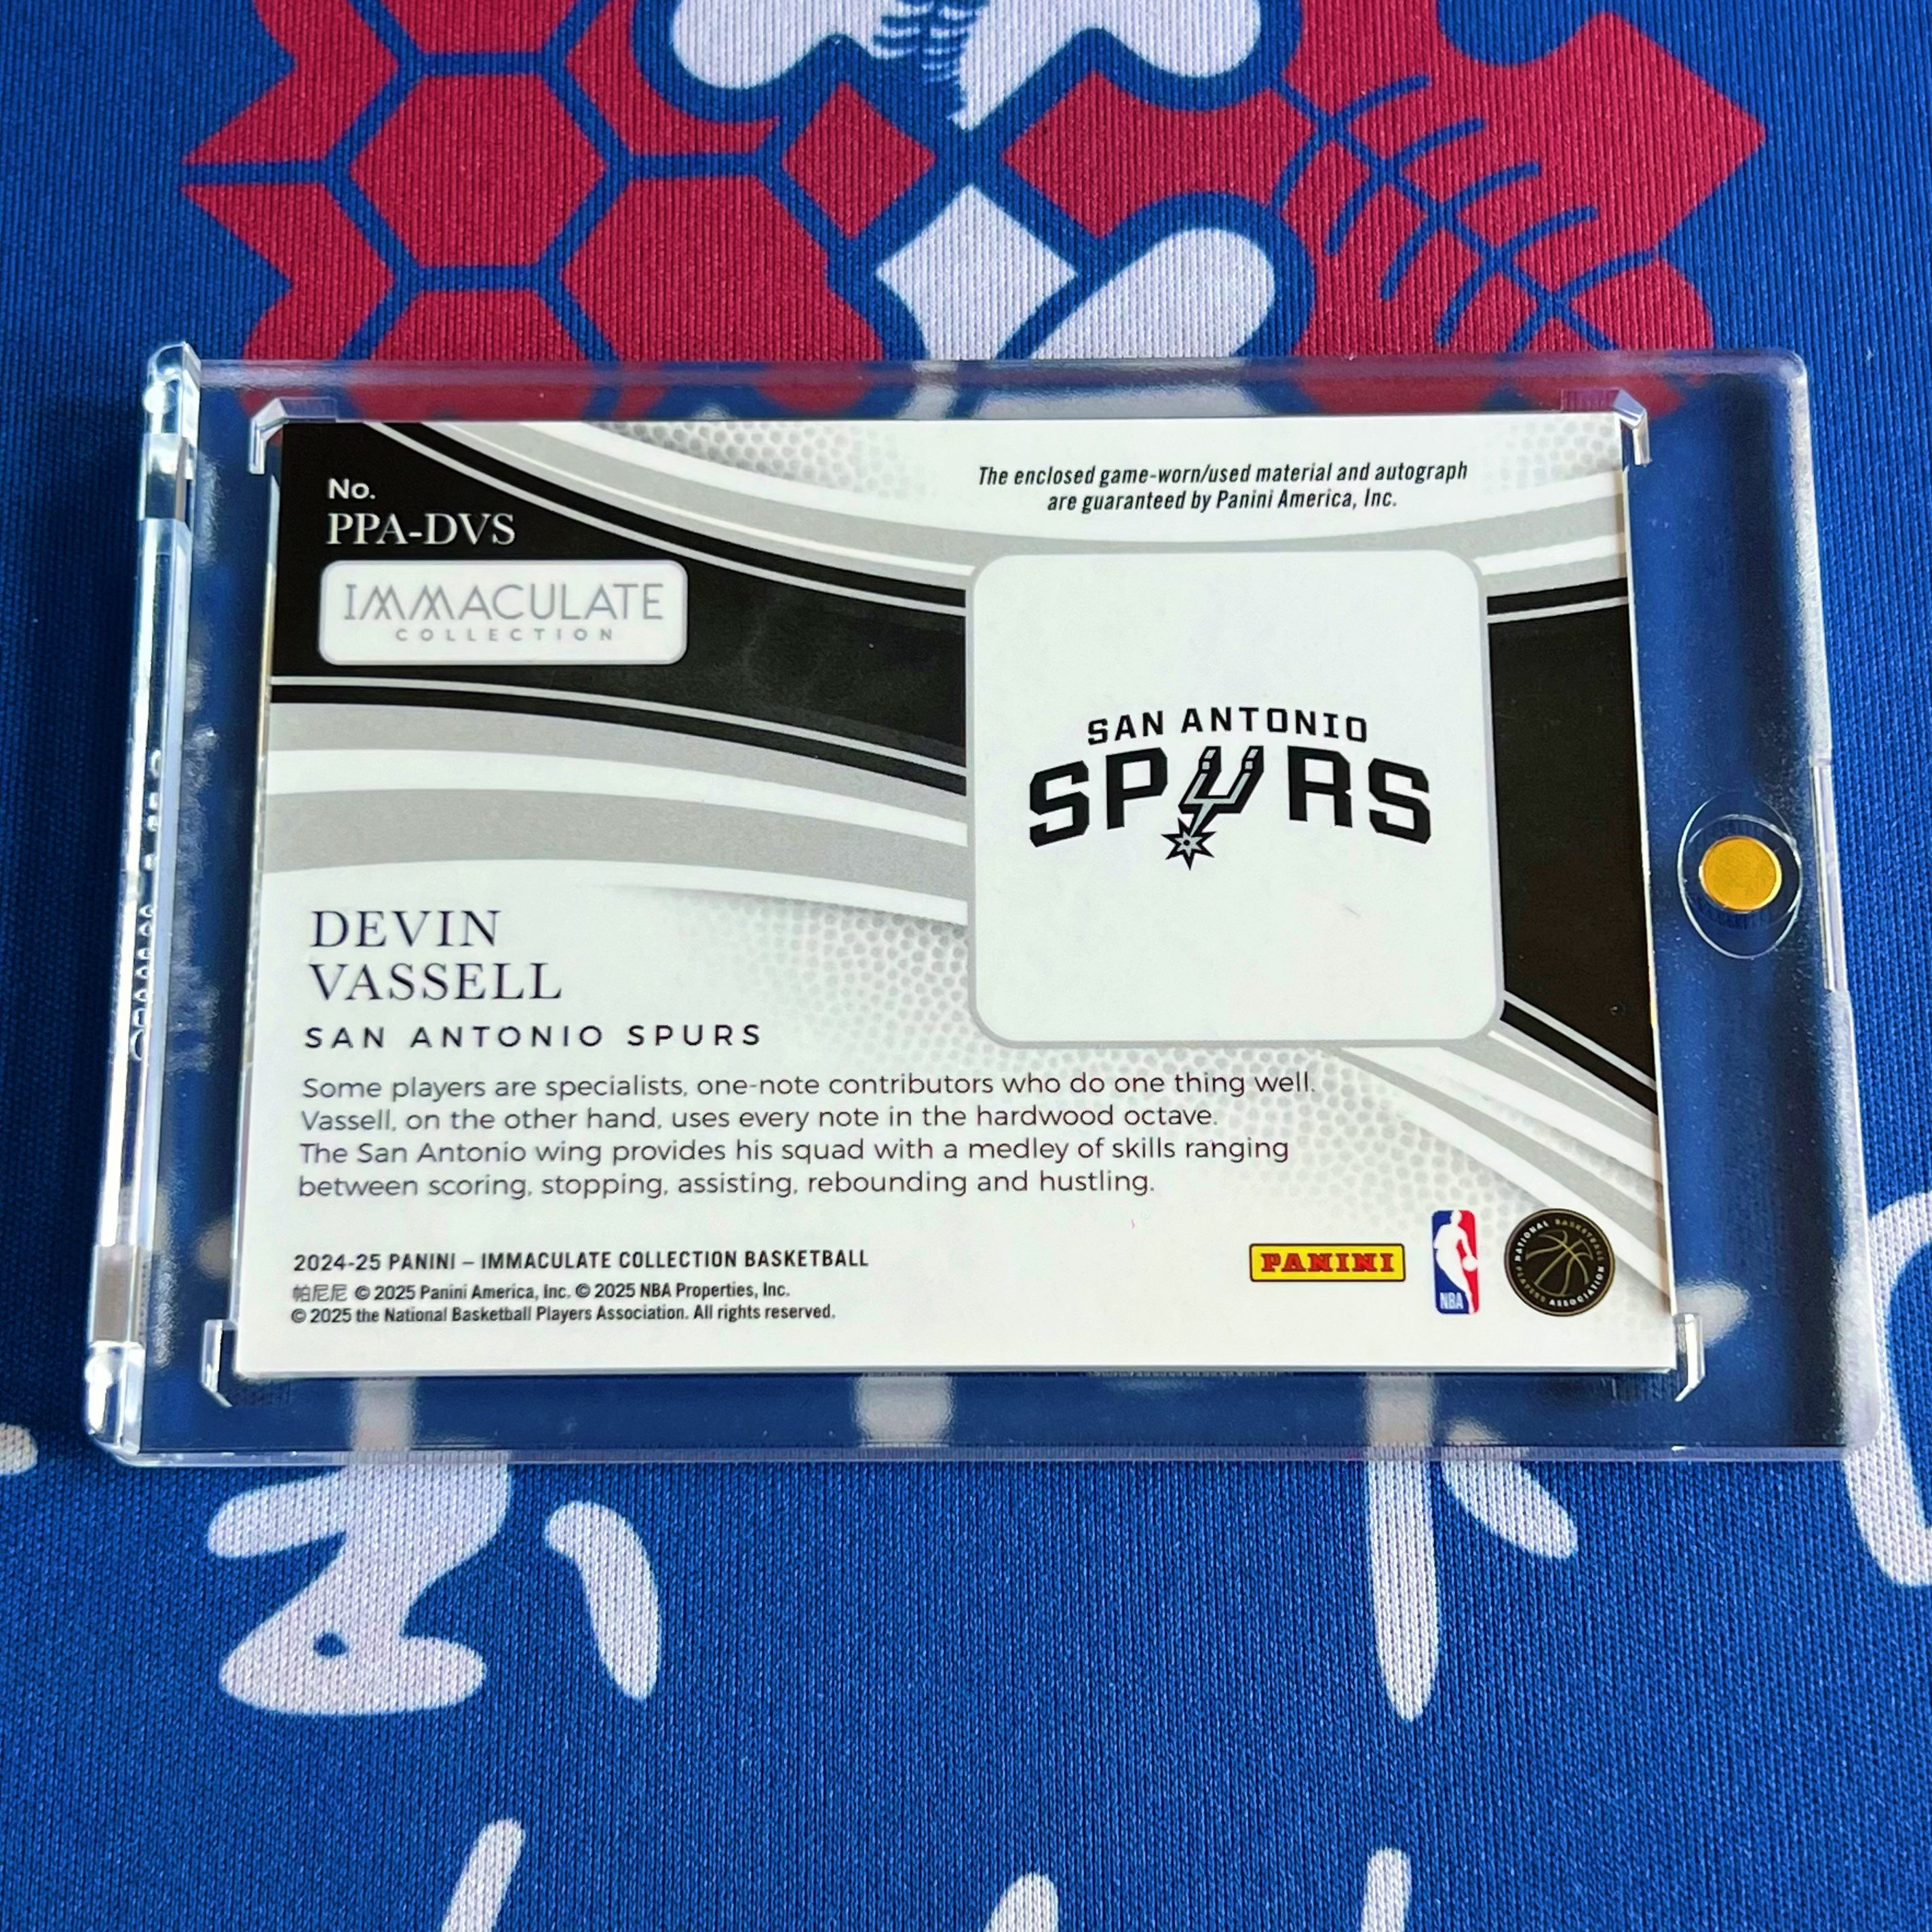 No.
PPA-DVS
IMMACULATE
COLLECTION
The enclosed game-worn/used material and autograph
are guaranteed by Panini America, Inc.
SAN ANTONIO
SPURS
DEVIN
VASSELL
SAN ANTONIO SPURS
Some players are specialists, one-note contributors who do one thing well.
Vassell, on the other hand, uses every note in the hardwood octave.
The San Antonio wing provides his squad with a medley of skills ranging
between scoring, stopping, assisting, rebounding and hustling.
2024-25 PANINI – IMMACULATE COLLECTION BASKETBALL
帕尼尼 © 2025 Panini America, Inc. © 2025 NBA Properties, Inc.
© 2025 the National Basketball Players Association. All rights reserved.
PANINI
NBA
NATIONAL BASKETBALL
PLAYERS ASSOCIATION